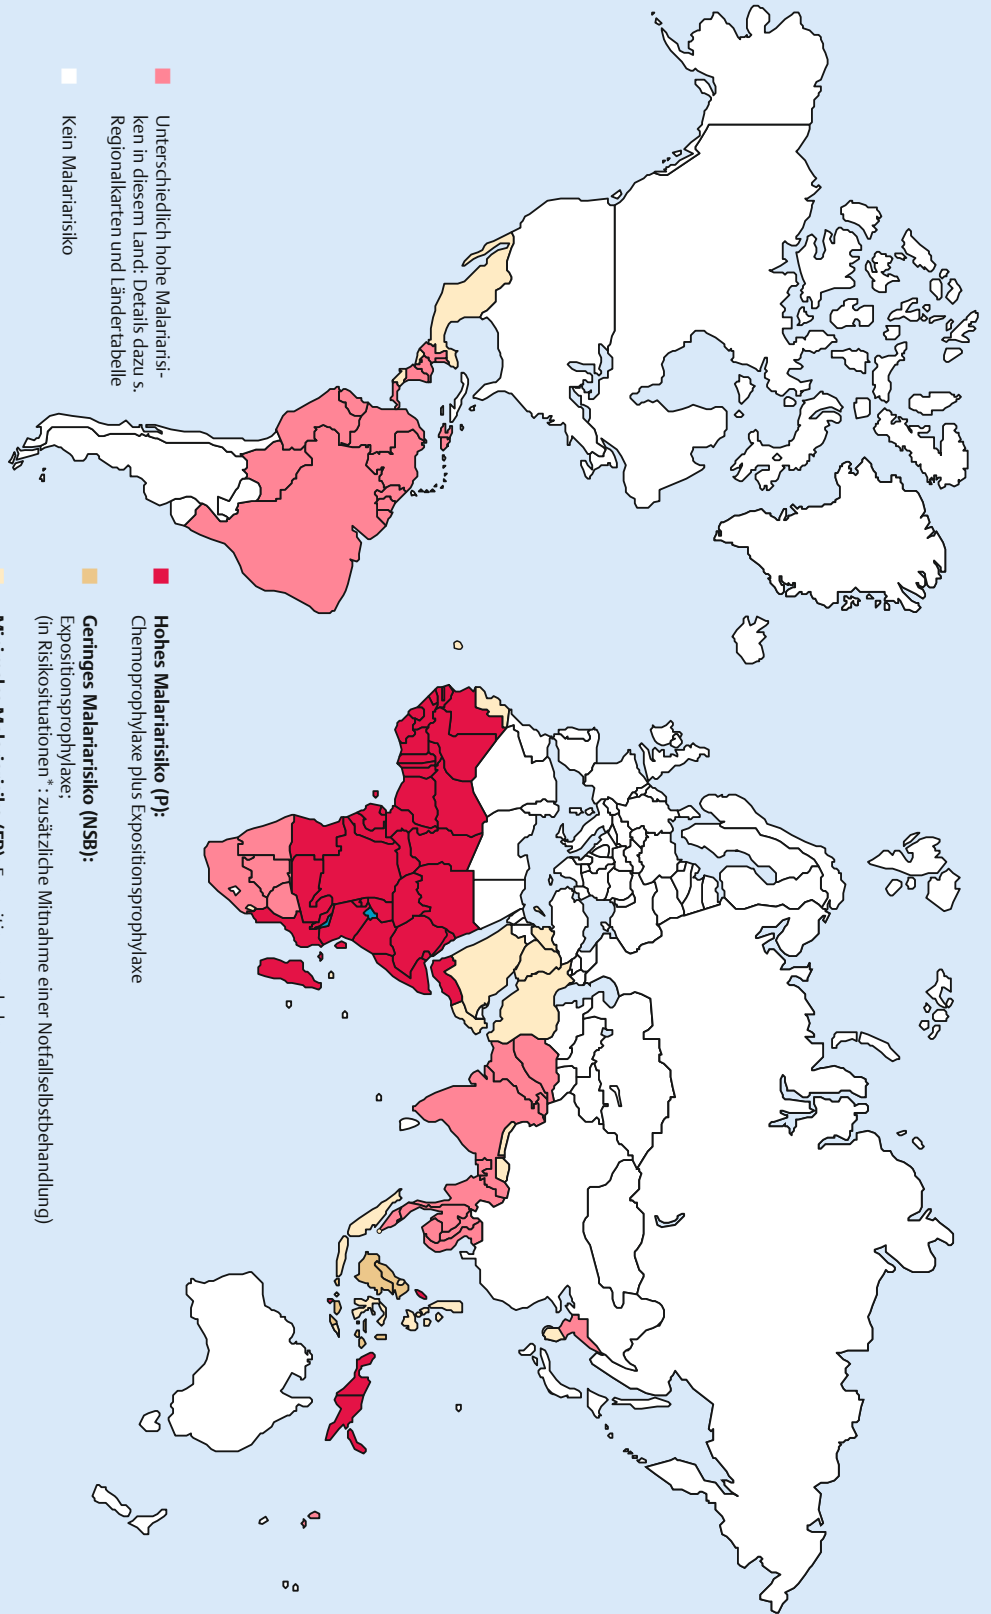 Unterschiedlich hohe Malariarisi-
ken in diesem Land: Details dazu s.
Regionalkarten und Ländertabelle
Kein Malariarisiko
Hohes Malariarisiko (P):
Chemoprophylaxe plus Expositionsprophylaxe
Geringes Malariarisiko (NSB):
Expositionsprophylaxe;
(in Risikosituationen*: zusätzliche Mitnahme einer Notfallselbstbehandlung)